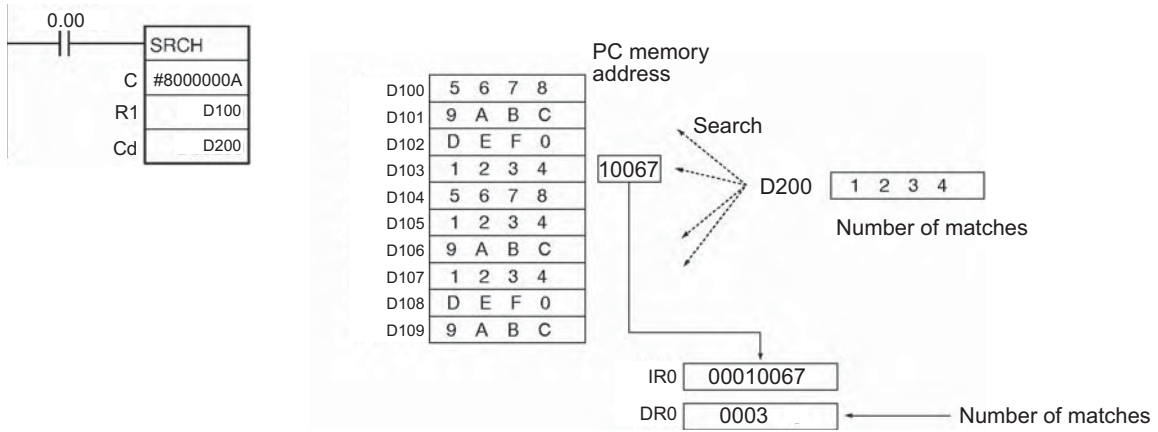 0.00
SRCH
C #8000000A
R1 D100
Cd D200
PC memory
address
D100 5 6 7 8
D101 9 A B C
D102 D E F 0
D103 1 2 3 4
D104 5 6 7 8
D105 1 2 3 4
D106 9 A B C
D107 1 2 3 4
D108 D E F 0
D109 9 A B C
10067
Search
D200 1 2 3 4
Number of matches
IR0 00010067
DR0 0003
Number of matches